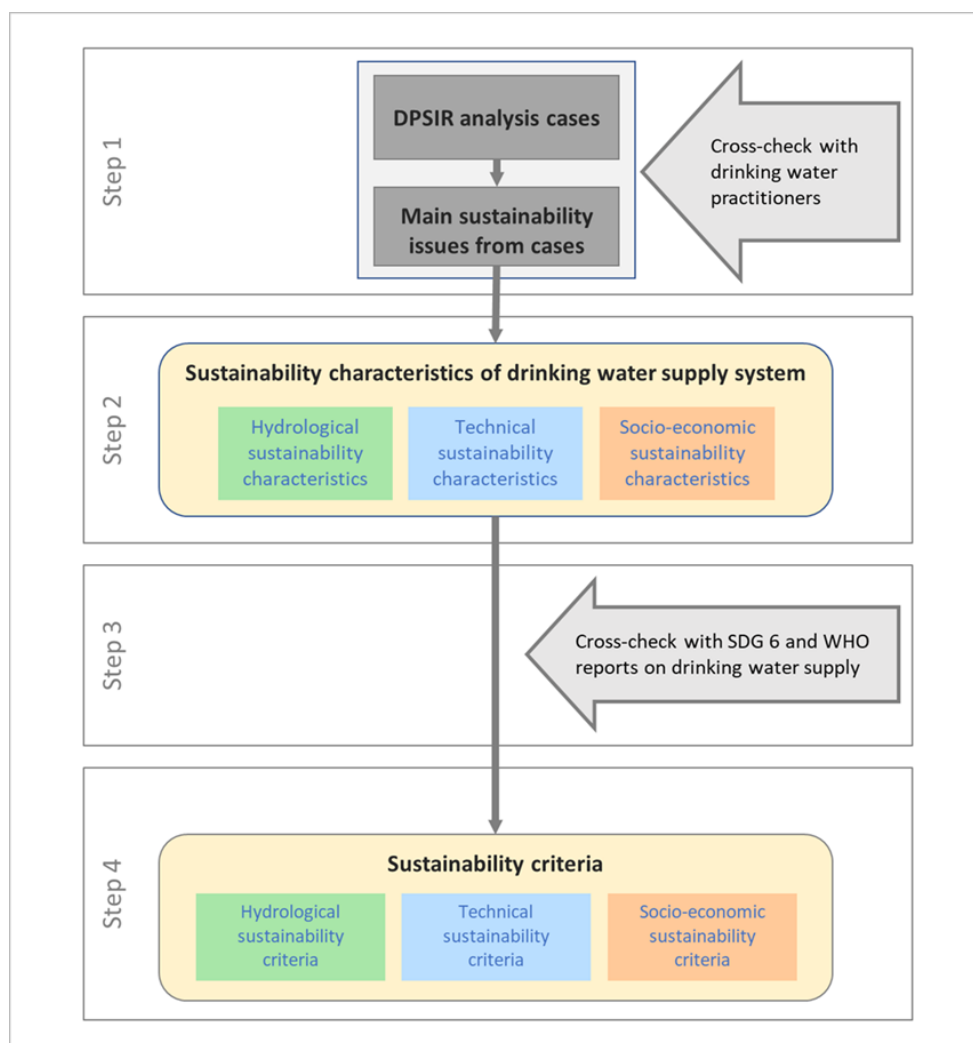 Step 1
DPSIR analysis cases
Main sustainability
issues from cases
Cross-check with
drinking water
practitioners
Step 2
Sustainability characteristics of drinking water supply system
Hydrological
sustainability
characteristics
Technical
sustainability
characteristics
Socio-economic
sustainability
characteristics
Step 3
Cross-check with SDG 6 and WHO
reports on drinking water supply
Step 4
Sustainability criteria
Hydrological
sustainability
criteria
Technical
sustainability
criteria
Socio-economic
sustainability
criteria